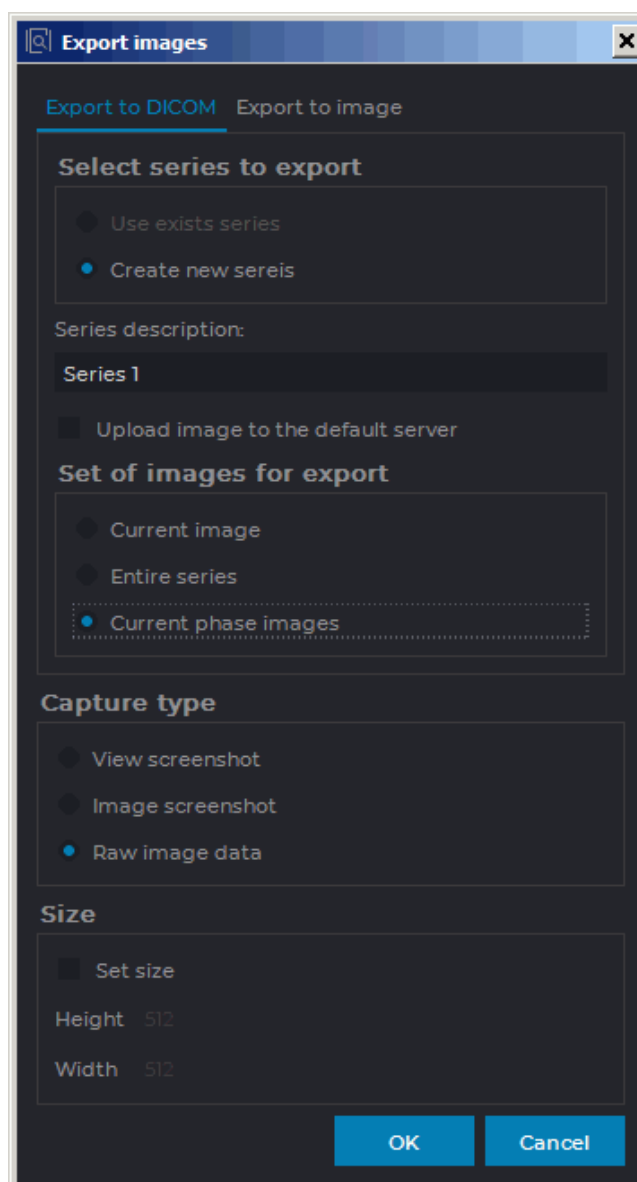 Export images
Export to DICOM Export to image
Select series to export
Use exists series
Create new sereis
Series description:
Series 1
Upload image to the default server
Set of images for export
Current image
Entire series
Current phase images
Capture type
View screenshot
Image screenshot
Raw image data
Size
Set size
Height 512
Width 512
OK Cancel